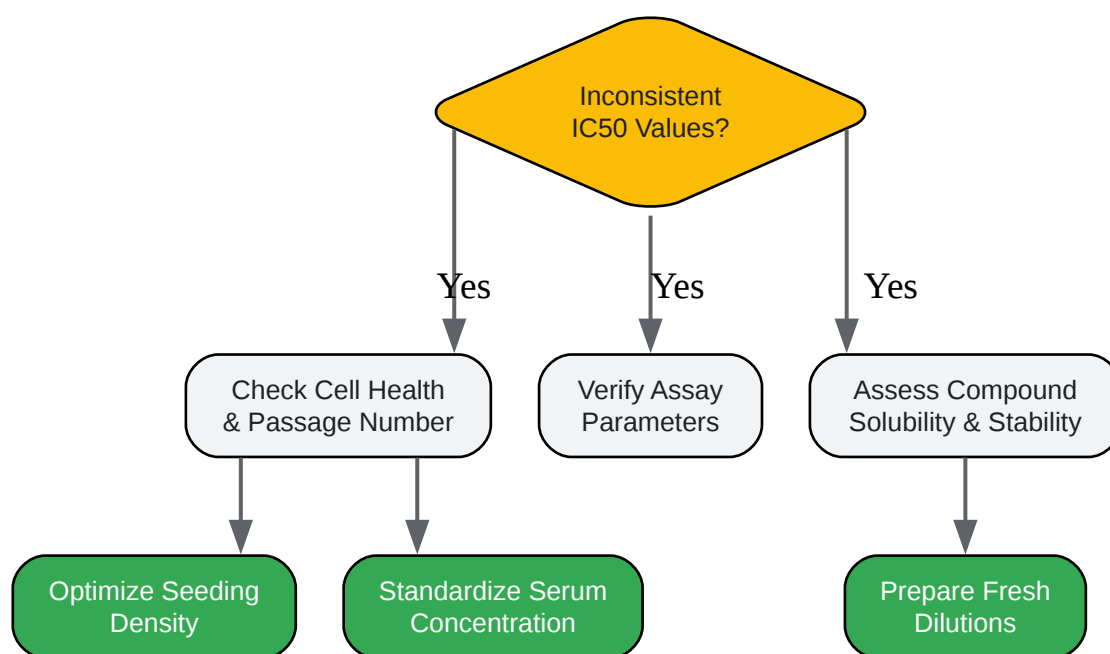 Inconsistent
IC50 Values?
Yes
Yes
Yes
Check Cell Health
& Passage Number
Verify Assay
Parameters
Assess Compound
Solubility & Stability
Optimize Seeding
Density
Standardize Serum
Concentration
Prepare Fresh
Dilutions